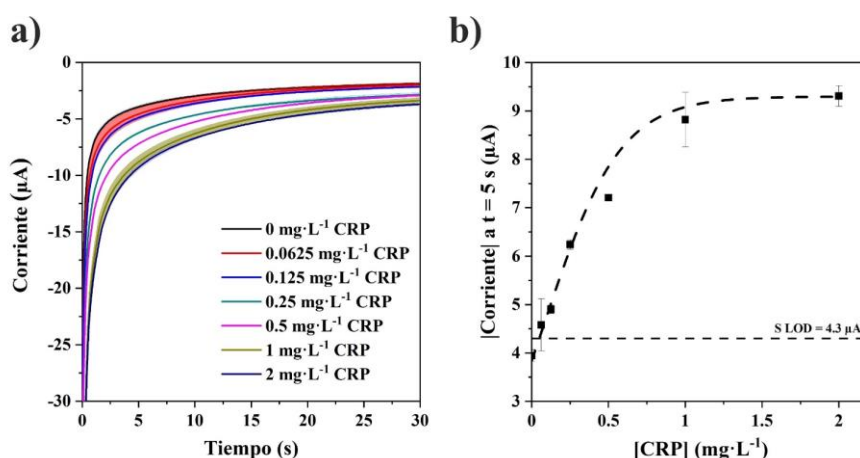 a)
0
-5
-10
-15
-20
-25
-30
Corriente (µA)
0 mg·L⁻¹ CRP
0.0625 mg·L⁻¹ CRP
0.125 mg·L⁻¹ CRP
0.25 mg·L⁻¹ CRP
0.5 mg·L⁻¹ CRP
1 mg·L⁻¹ CRP
2 mg·L⁻¹ CRP
0 5 10 15 20 25 30
Tiempo (s)
b)
10
9
8
7
6
5
4
3
|Corriente| a t = 5 s (µA)
S LOD = 4.3 µA
0 0.5 1 1.5 2
[CRP] (mg·L⁻¹)